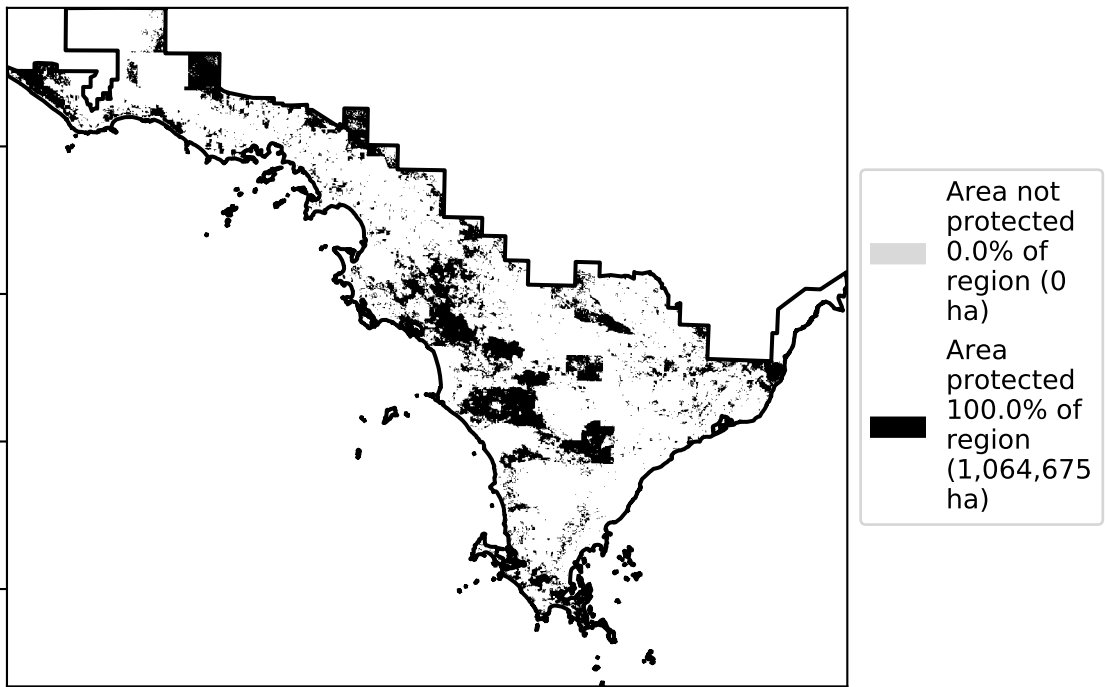 Area not
protected
0.0% of
region (0
ha)
Area
protected
100.0% of
region
(1,064,675
ha)